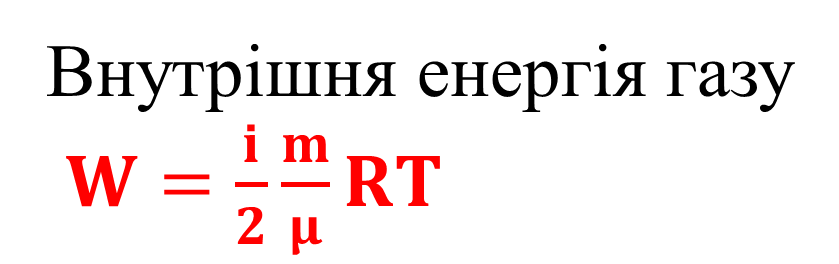 Внутрішня енергія газу
W = i/2 m/μ RT